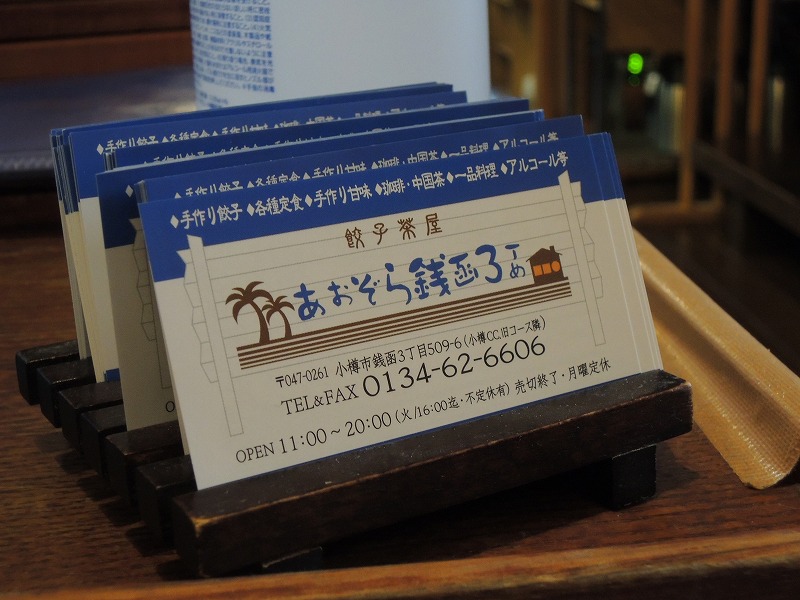 ◆手作り餃子 ◆各種定食 ◆手作り甘味 ◆珈琲・中国茶 ◆一品料理 ◆アルコール等
餃子茶屋
あおぞら銭函3丁め
〒047-0261 小樽市銭函3丁目509-6 (小樽CC.旧コース隣)
TEL&FAX 0134-62-6606
OPEN 11:00～20:00 (火/16:00迄・不定休有) 売切終了・月曜定休